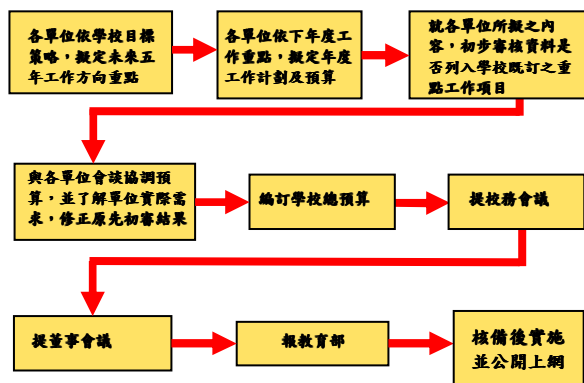 各單位依學校目標
策略，擬定未來五
年工作方向重點
各單位依下年度工
作重點，擬定年度
工作計劃及預算
就各單位所擬之內
容，初步審核資料是
否列入學校既訂之重
點工作項目
與各單位會談協調預
算，並了解單位實際需
求，修正原先初審結果
編訂學校總預算
提校務會議
提董事會議
報教育部
核備後實施
並公開上網